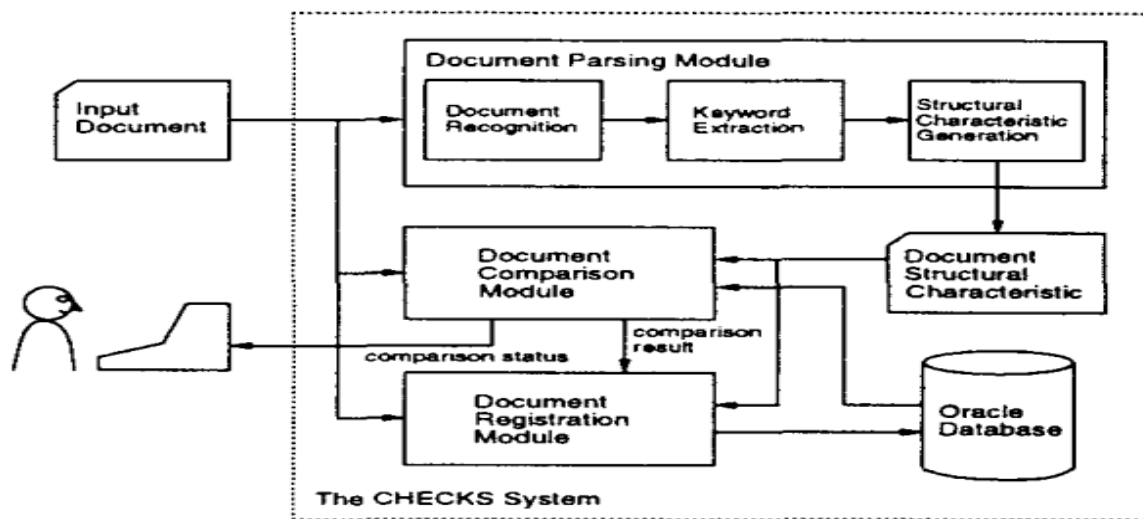 Document Parsing Module
Input
Document
Document
Recognition
Keyword
Extraction
Structural
Characteristic
Generation
Document
Comparison
Module
Document
Structural
Characteristic
comparison status
comparison
result
Document
Registration
Module
Oracle
Database
The CHECKS System